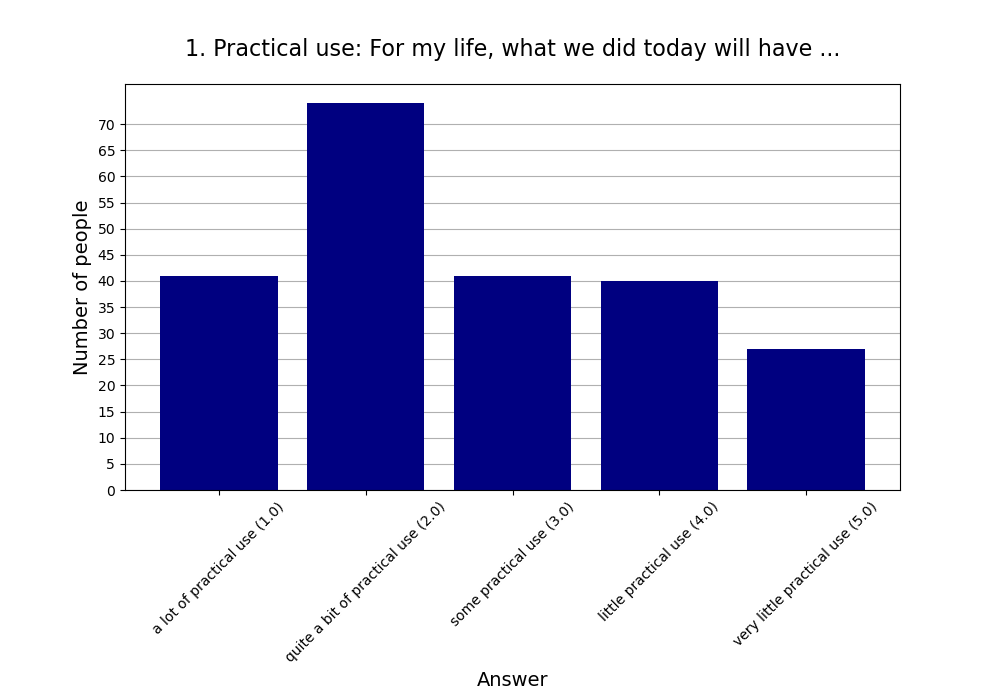 1. Practical use: For my life, what we did today will have ...
Number of people
70
65
60
55
50
45
40
35
30
25
20
15
10
5
0
a lot of practical use (1.0)
quite a bit of practical use (2.0)
some practical use (3.0)
little practical use (4.0)
very little practical use (5.0)
Answer